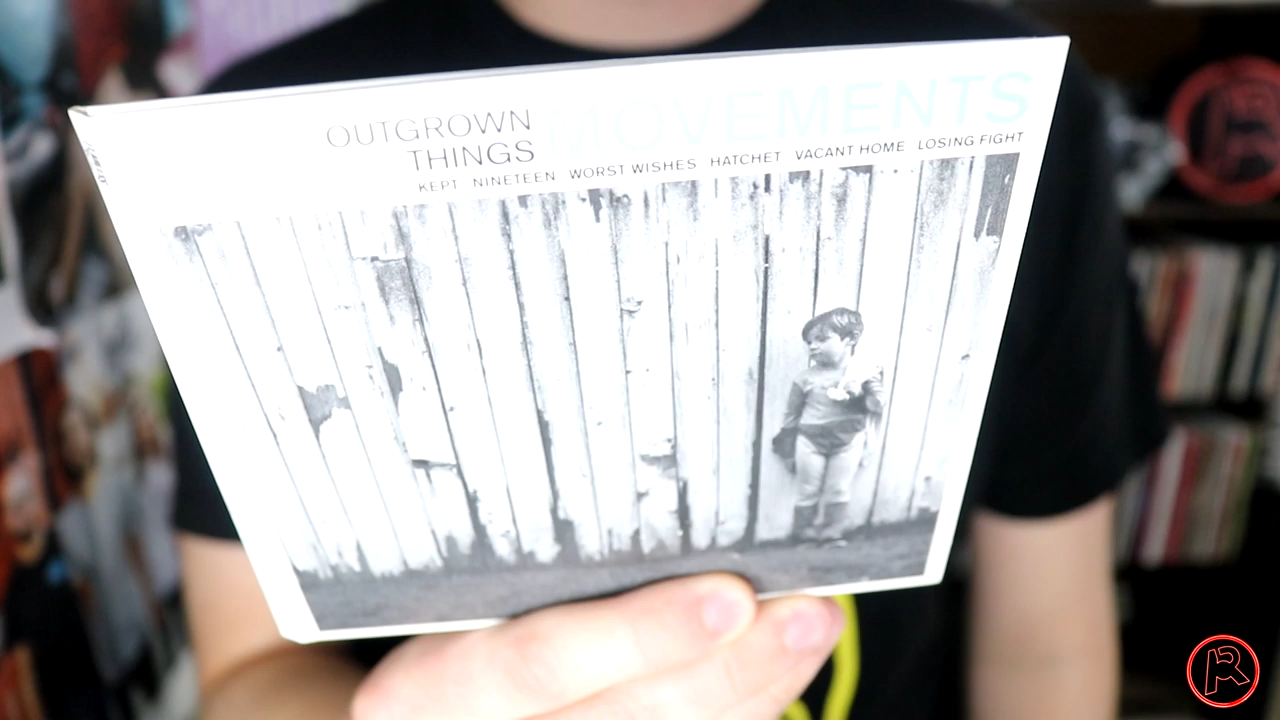 OUTGROWN MOVEMENTS
THINGS
KEPT NINETEEN WORST WISHES HATCHET VACANT HOME LOSING FIGHT